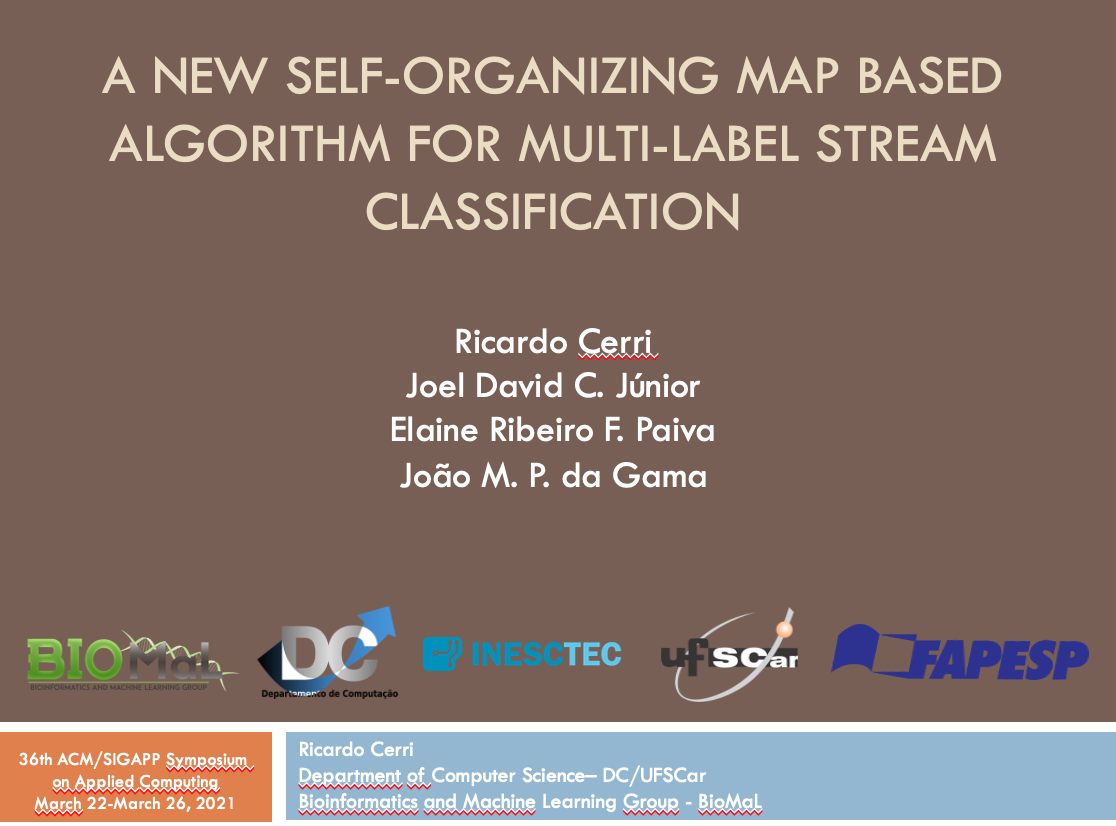 A NEW SELF-ORGANIZING MAP BASED
ALGORITHM FOR MULTI-LABEL STREAM
CLASSIFICATION
Ricardo Cerri
Joel David C. Júnior
Elaine Ribeiro F. Paiva
João M. P. da Gama
BIOMaL
BIOINFORMATICS AND MACHINE LEARNING GROUP
DC
Departamento de Computação
INESCTEC
ufscar
FAPESP
36th ACM/SIGAPP Symposium
on Applied Computing
March 22-March 26, 2021
Ricardo Cerri
Department of Computer Science– DC/UFSCar
Bioinformatics and Machine Learning Group - BioMaL